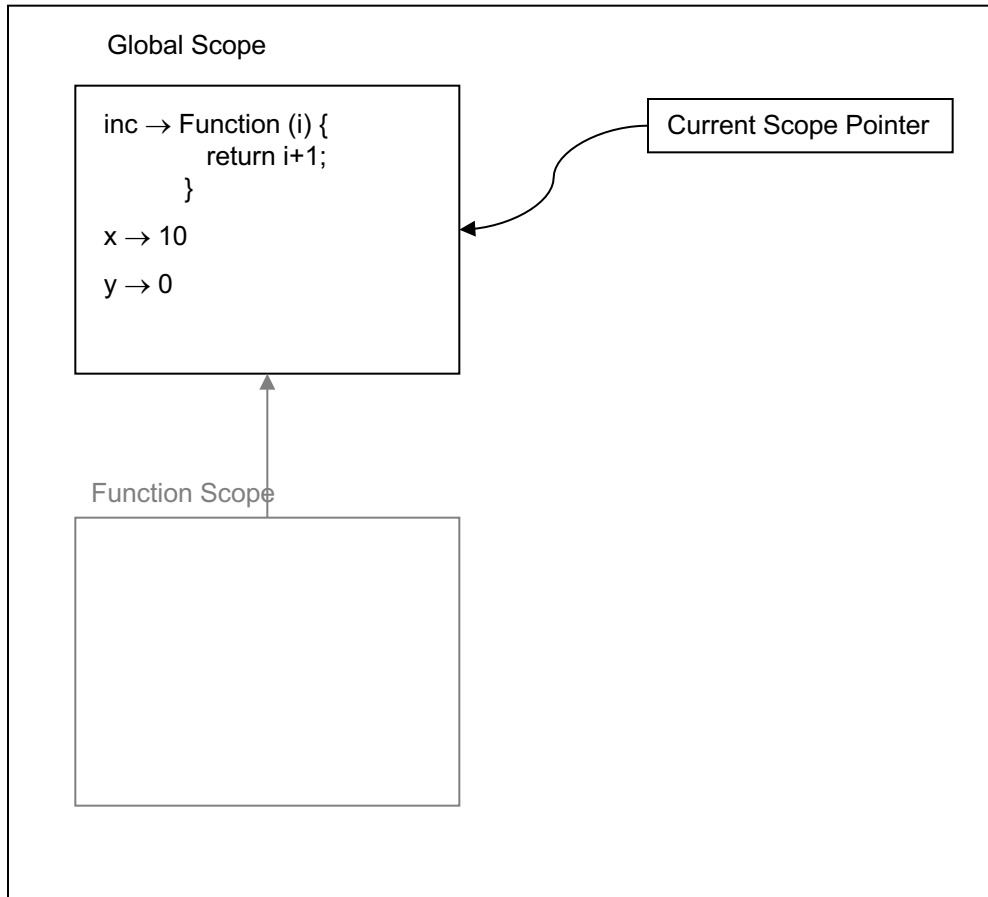 Global Scope
inc → Function (i) {
return i+1;
}
x → 10
y → 0
Current Scope Pointer
Function Scope